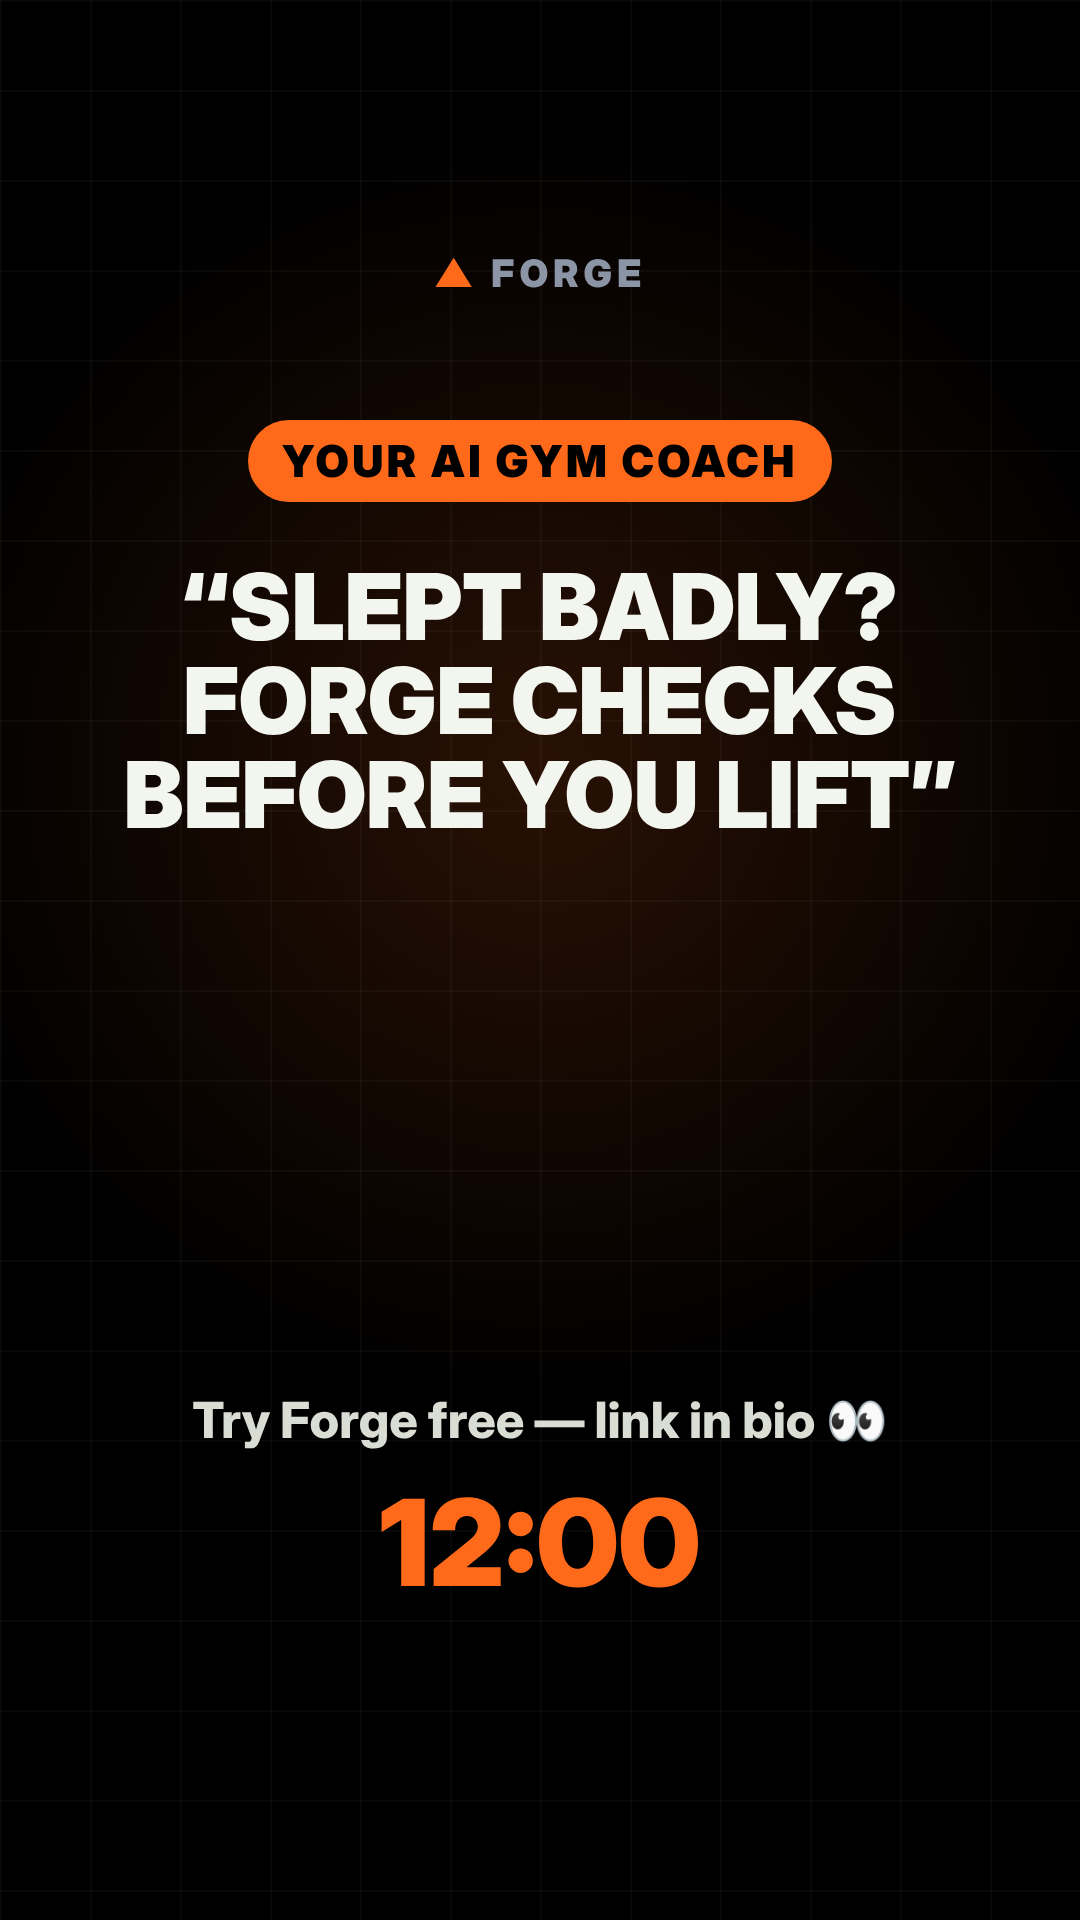 FORGE
YOUR AI GYM COACH
“SLEPT BADLY?
FORGE CHECKS
BEFORE YOU LIFT”
Try Forge free — link in bio 👀
12:00